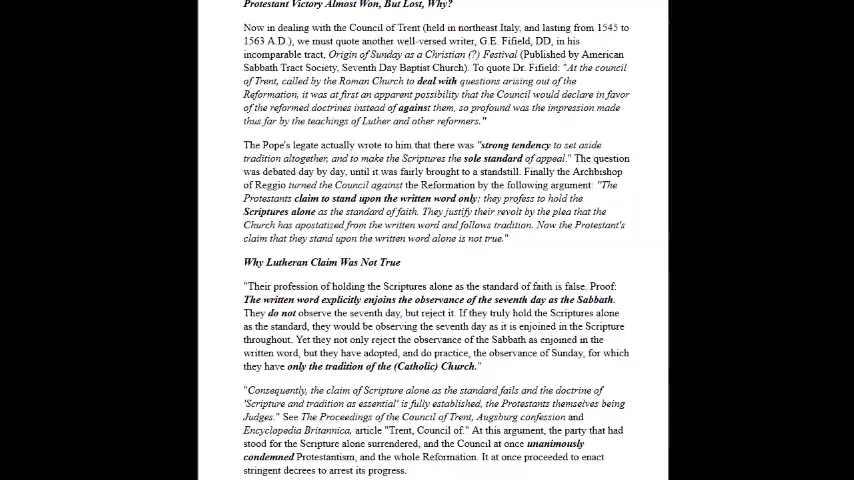 Protestant Victory Almost Won, But Lost, Why?
Now in dealing with the Council of Trent (held in northeast Italy, and lasting from 1545 to
1563 A.D.), we must quote another well-versed writer, G.E. Fifield, DD, in his
incomparable tract, Origin of Sunday as a Christian (?) Festival (Published by American
Sabbath Tract Society, Seventh Day Baptist Church). To quote Dr. Fifield: "At the council
of Trent, called by the Roman Church to deal with questions arising out of the
Reformation, it was at first an apparent possibility that the Council would declare in favor
of the reformed doctrines instead of against them, so profound was the impression made
thus far by the teachings of Luther and other reformers."
The Pope's legate actually wrote to him that there was "strong tendency to set aside
tradition altogether, and to make the Scriptures the sole standard of appeal." The question
was debated day by day, until it was fairly brought to a standstill. Finally the Archbishop
of Reggio turned the Council against the Reformation by the following argument: "The
Protestants claim to stand upon the written word only; they profess to hold the
Scriptures alone as the standard of faith. They justify their revolt by the plea that the
Church has apostatized from the written word and follows tradition. Now the Protestant's
claim that they stand upon the written word alone is not true."
Why Lutheran Claim Was Not True
"Their profession of holding the Scriptures alone as the standard of faith is false. Proof:
The written word explicitly enjoins the observance of the seventh day as the Sabbath.
They do not observe the seventh day, but reject it. If they truly hold the Scriptures alone
as the standard, they would be observing the seventh day as it is enjoined in the Scripture
throughout. Yet they not only reject the observance of the Sabbath as enjoined in the
written word, but they have adopted, and do practice, the observance of Sunday, for which
they have only the tradition of the (Catholic) Church."
"Consequently, the claim of Scripture alone as the standard fails and the doctrine of
'Scripture and tradition as essential' is fully established, the Protestants themselves being
Judges." See The Proceedings of the Council of Trent, Augsburg confession and
Encyclopedia Britannica, article "Trent, Council of." At this argument, the party that had
stood for the Scripture alone surrendered, and the Council at once unanimously
condemned Protestantism, and the whole Reformation. It at once proceeded to enact
stringent decrees to arrest its progress.